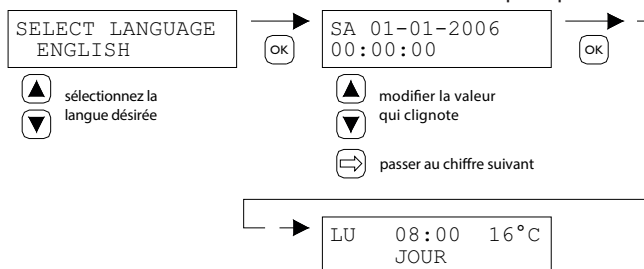 SELECT LANGUAGE
ENGLISH
OK
SA 01-01-2006
00:00:00
OK
sélectionnez la
langue désirée
modifier la valeur
qui clignote
passer au chiffre suivant
LU 08:00 16°C
JOUR